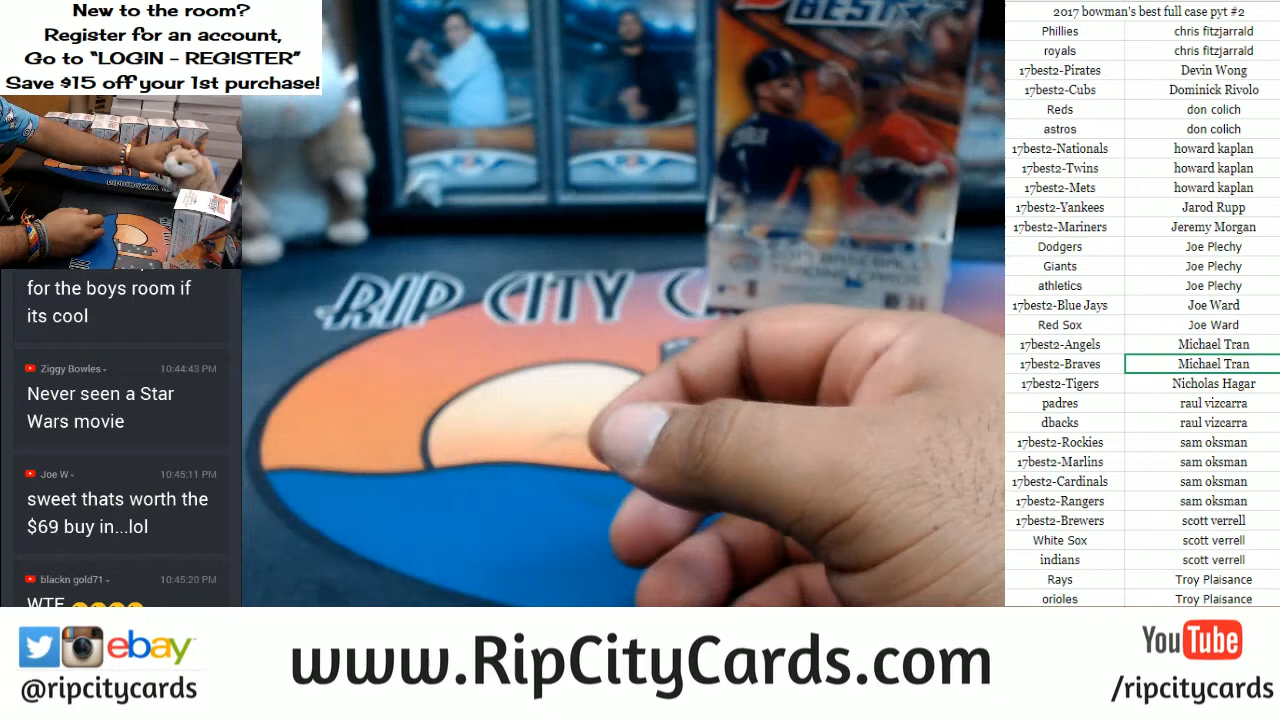 New to the room?
Register for an account,
Go to “LOGIN – REGISTER”
Save $15 off your 1st purchase!
for the boys room if
its cool
Ziggy Bowles
10:44:43 PM
Never seen a Star
Wars movie
Joe W
10:45:11 PM
sweet thats worth the
$69 buy in...lol
blackn gold71
10:45:20 PM
WTF
BEST
2017 BASEBALL
TRADING CARDS
RIP CITY C
2017 bowman's best full case pyt #2
Phillies chris fitzjarrald
royals chris fitzjarrald
17best2-Pirates Devin Wong
17best2-Cubs Dominick Rivolo
Reds don colich
astros don colich
17best2-Nationals howard kaplan
17best2-Twins howard kaplan
17best2-Mets howard kaplan
17best2-Yankees Jarod Rupp
17best2-Mariners Jeremy Morgan
Dodgers Joe Plechy
Giants Joe Plechy
athletics Joe Plechy
17best2-Blue Jays Joe Ward
Red Sox Joe Ward
17best2-Angels Michael Tran
17best2-Braves Michael Tran
17best2-Tigers Nicholas Hagar
padres raul vizcarra
dbacks raul vizcarra
17best2-Rockies sam oksman
17best2-Marlins sam oksman
17best2-Cardinals sam oksman
17best2-Rangers sam oksman
17best2-Brewers scott verrell
White Sox scott verrell
indians scott verrell
Rays Troy Plaisance
orioles Troy Plaisance
ebay
@ripcitycards
www.RipCityCards.com
YouTube
/ripcitycards